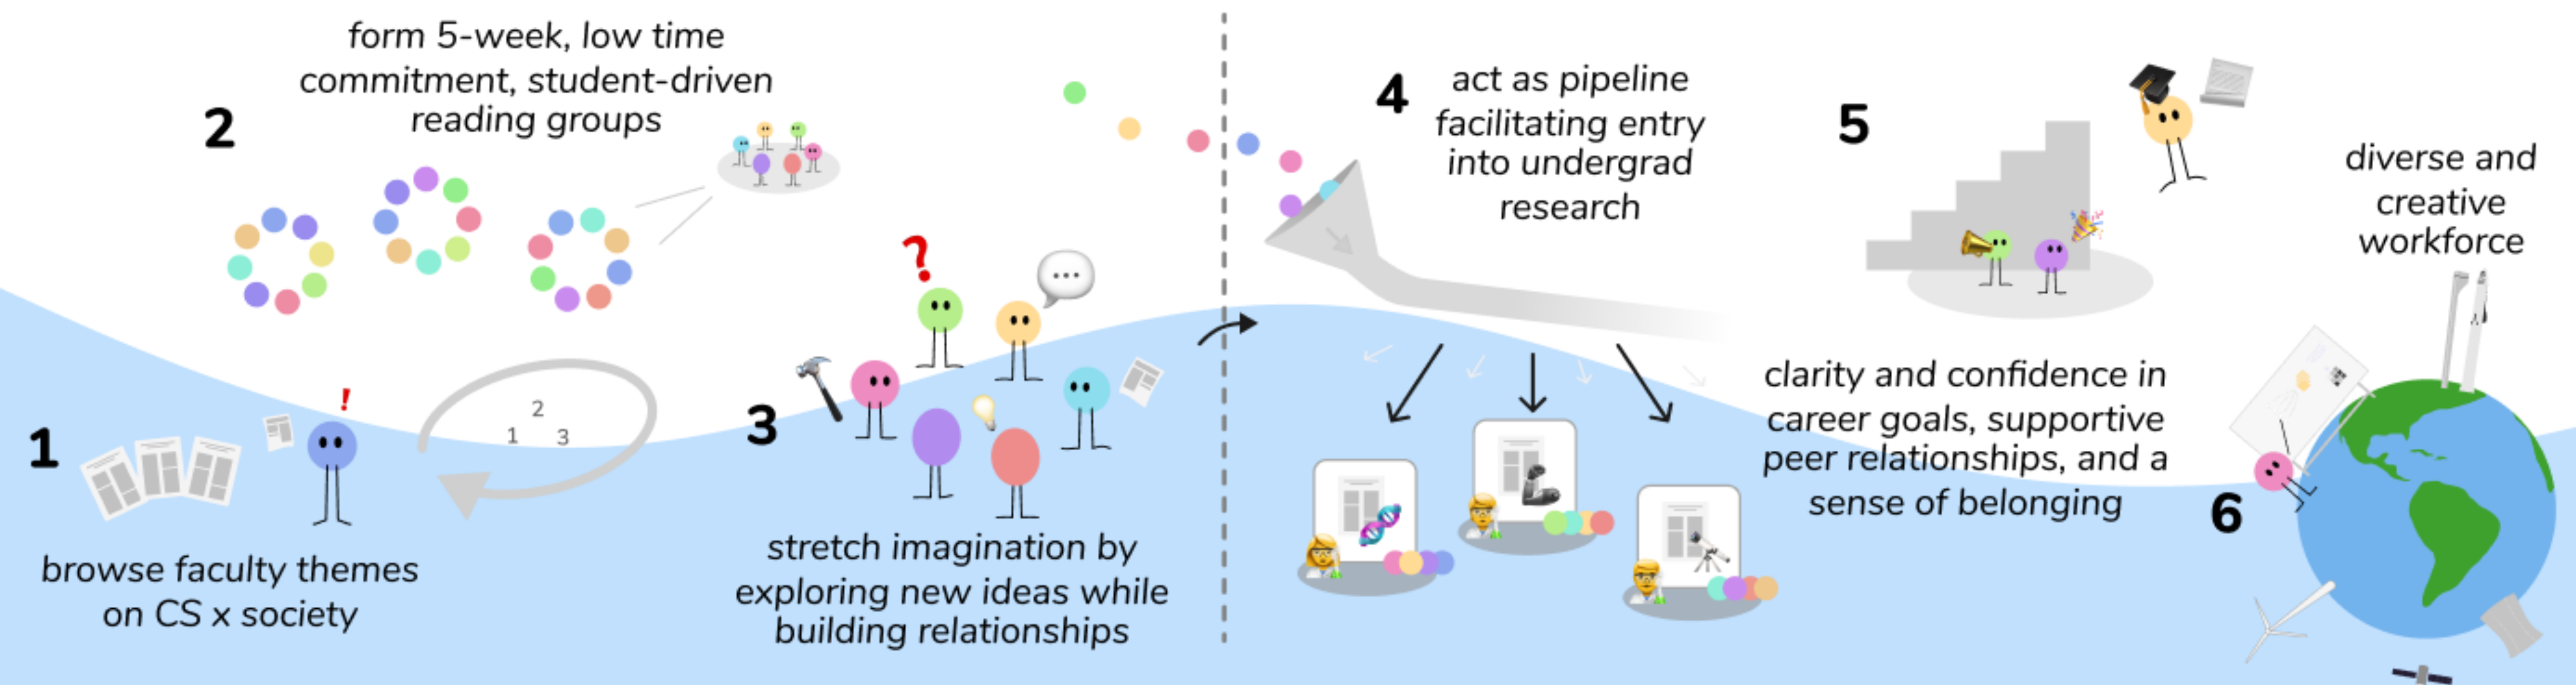 1
browse faculty themes
on CS x society
2
form 5-week, low time
commitment, student-driven
reading groups
2
1 3
3
stretch imagination by
exploring new ideas while
building relationships
4
act as pipeline
facilitating entry
into undergrad
research
5
clarity and confidence in
career goals, supportive
peer relationships, and a
sense of belonging
6
diverse and
creative
workforce